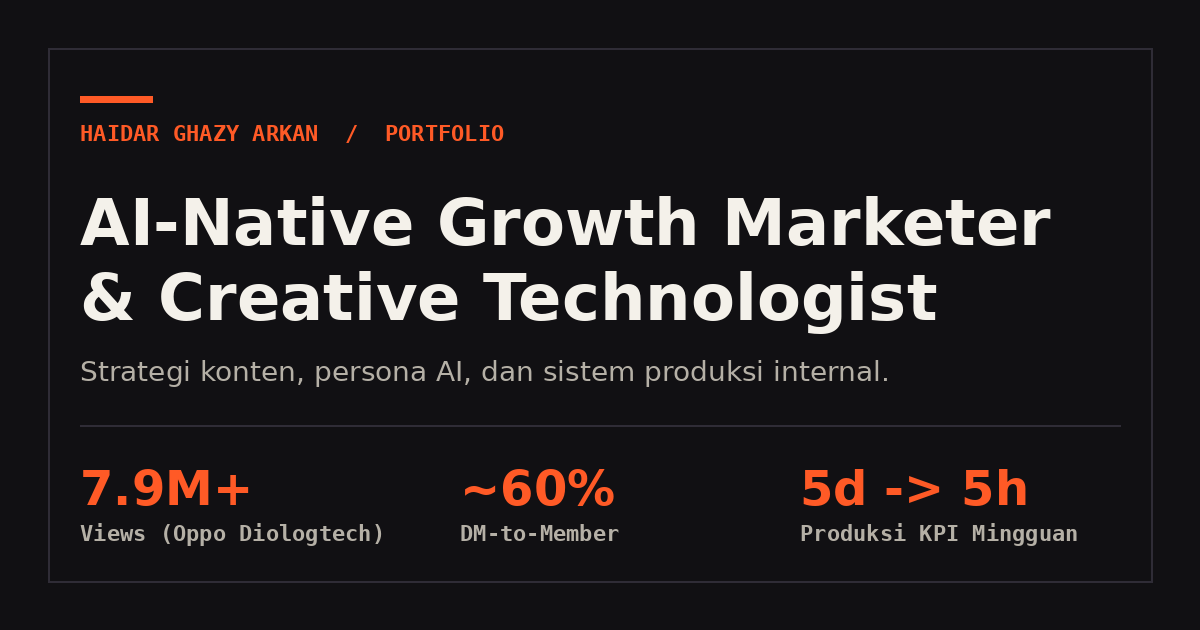 HAIDAR GHAZY ARKAN / PORTFOLIO
AI-Native Growth Marketer
& Creative Technologist
Strategi konten, persona AI, dan sistem produksi internal.
7.9M+ ~60% 5d -> 5h
Views (Oppo Diologtech) DM-to-Member Produksi KPI Mingguan